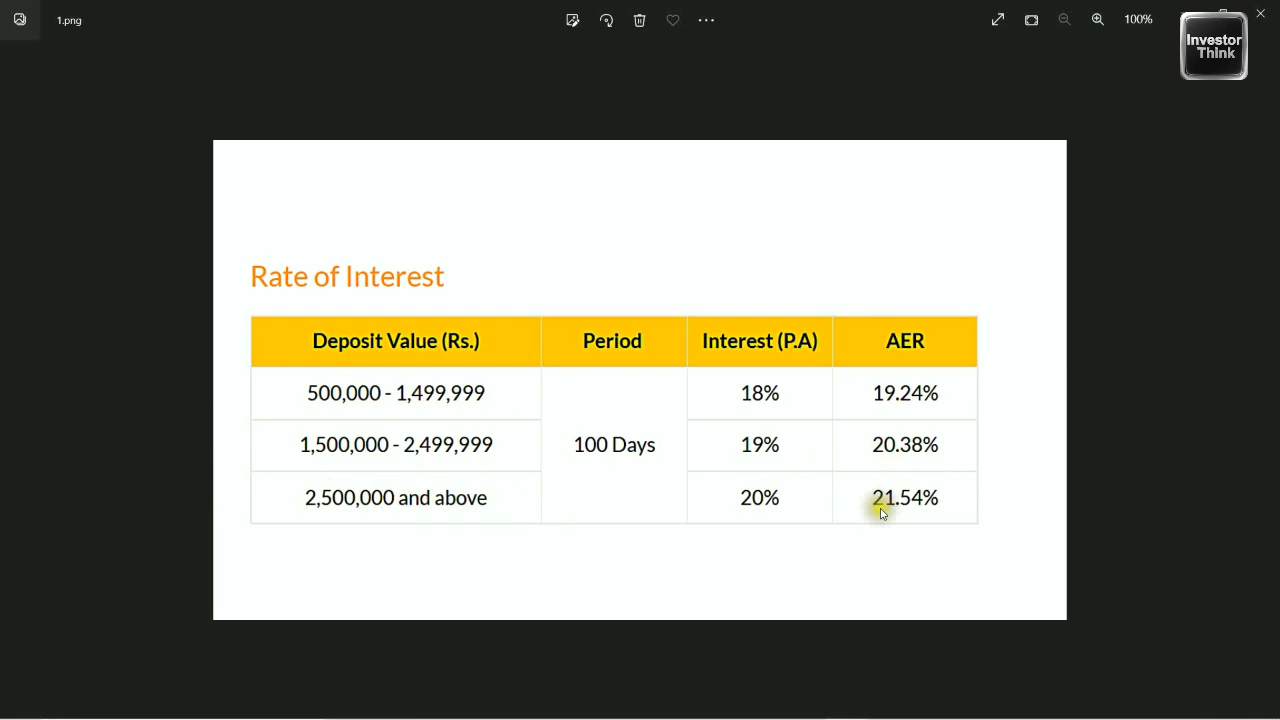 1.png
100%
Investor
Think
Rate of Interest
Deposit Value (Rs.) Period Interest (P.A) AER
500,000 - 1,499,999 18% 19.24%
1,500,000 - 2,499,999 100 Days 19% 20.38%
2,500,000 and above 20% 21.54%